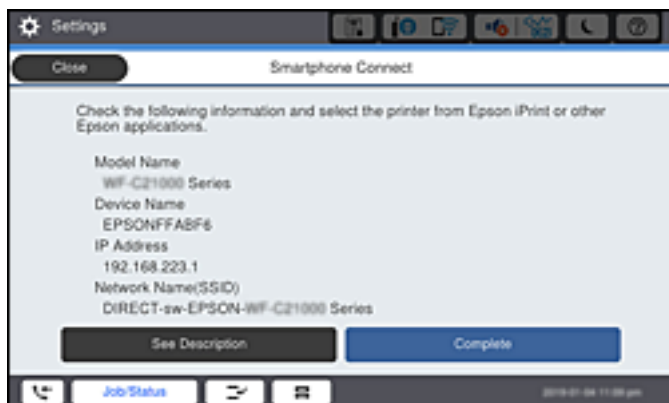 Settings
Close
Smartphone Connect
Check the following information and select the printer from Epson iPrint or other
Epson applications.
Model Name
WF-C21000 Series
Device Name
EPSONFFABF6
IP Address
192.168.223.1
Network Name(SSID)
DIRECT-sw-EPSON-WF-C21000 Series
See Description
Complete
Job/Status